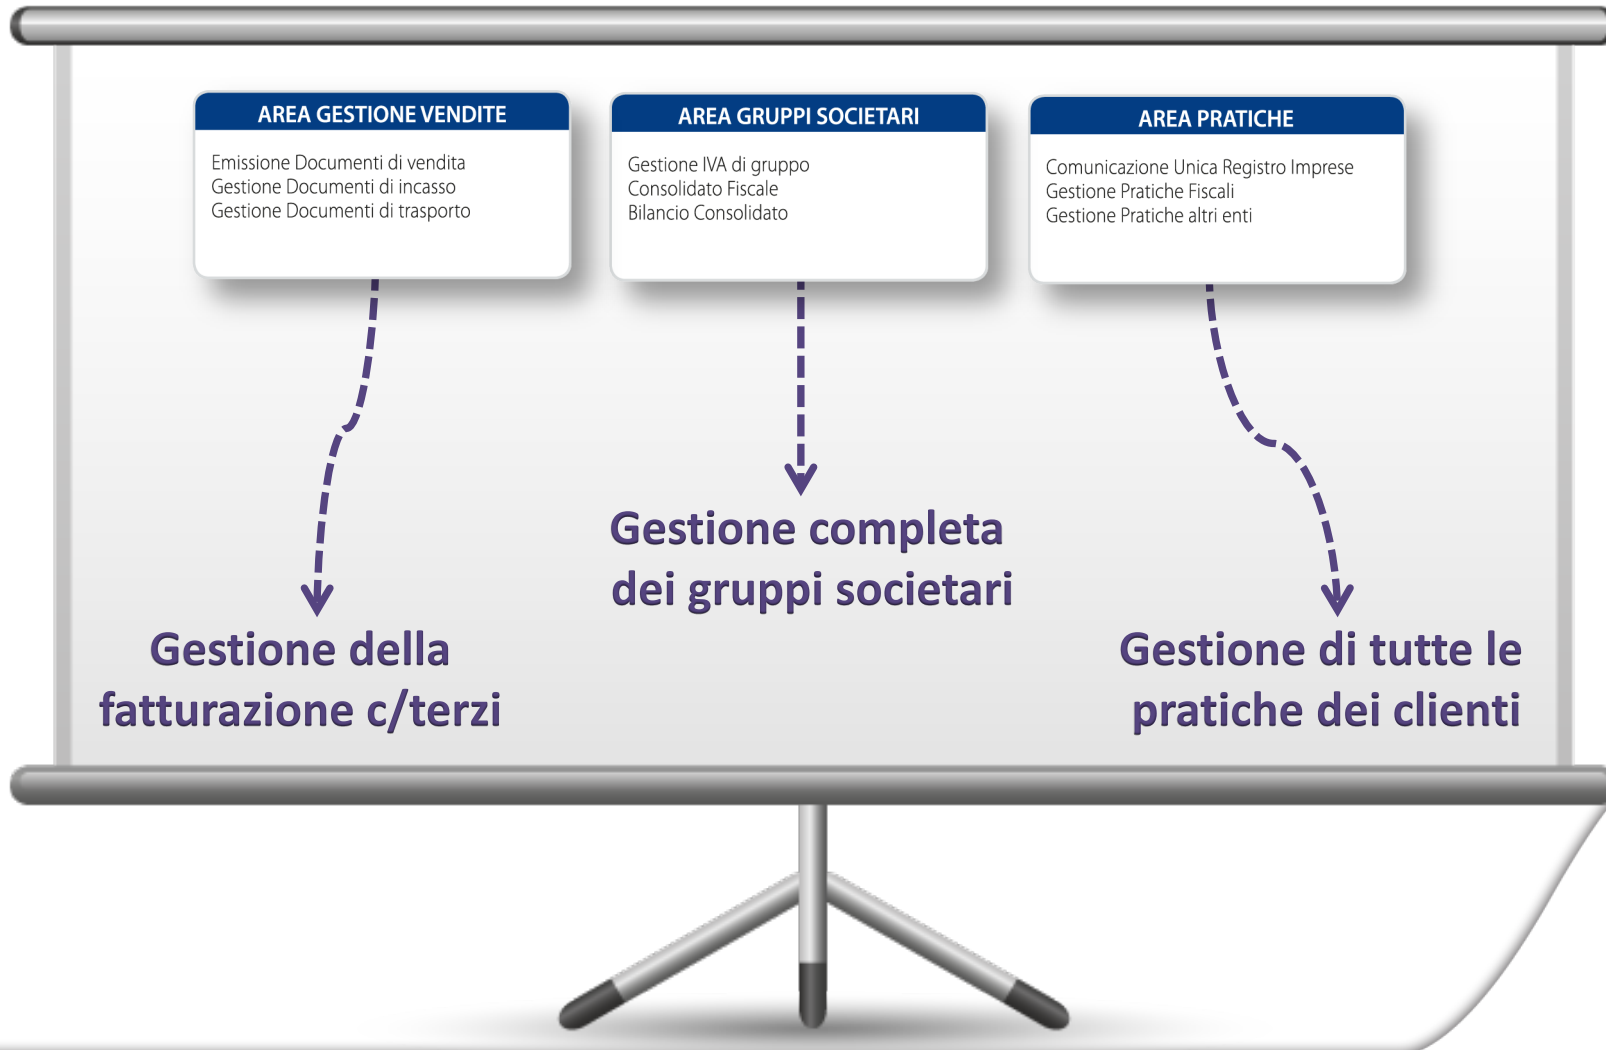 AREA GESTIONE VENDITE
Emissione Documenti di vendita
Gestione Documenti di incasso
Gestione Documenti di trasporto
AREA GRUPPI SOCIETARI
Gestione IVA di gruppo
Consolidato Fiscale
Bilancio Consolidato
AREA PRATICHE
Comunicazione Unica Registro Imprese
Gestione Pratiche Fiscali
Gestione Pratiche altri enti
Gestione della
fatturazione c/terzi
Gestione completa
dei gruppi societari
Gestione di tutte le
pratiche dei clienti